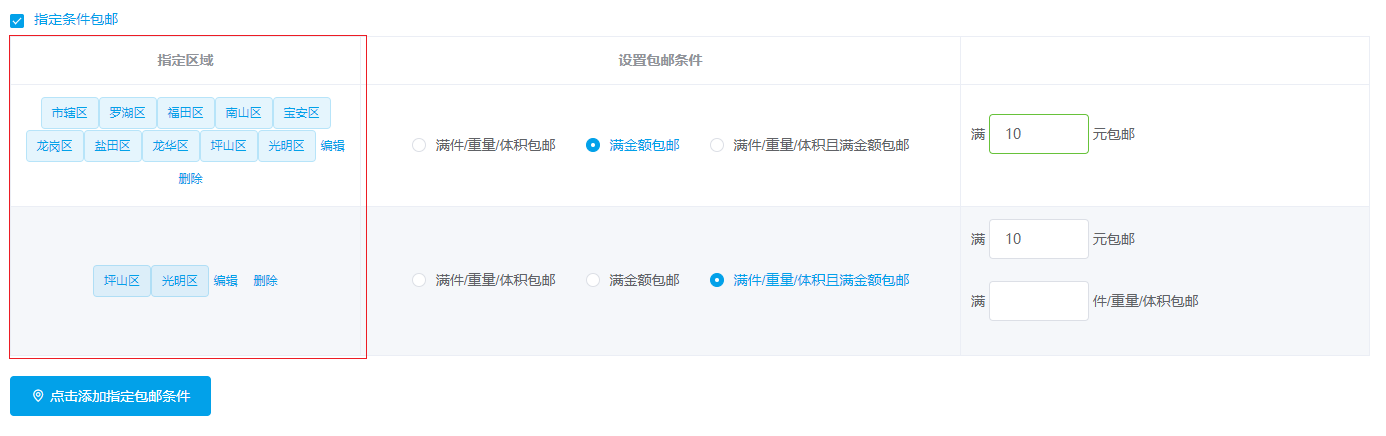 指定条件包邮
指定区域 设置包邮条件
市辖区 罗湖区 福田区 南山区 宝安区
龙岗区 盐田区 龙华区 坪山区 光明区 编辑
删除
满件/重量/体积包邮 满金额包邮 满件/重量/体积且满金额包邮
满 10 元包邮
坪山区 光明区 编辑 删除
满件/重量/体积包邮 满金额包邮 满件/重量/体积且满金额包邮
满 10 元包邮
满 件/重量/体积包邮
点击添加指定包邮条件